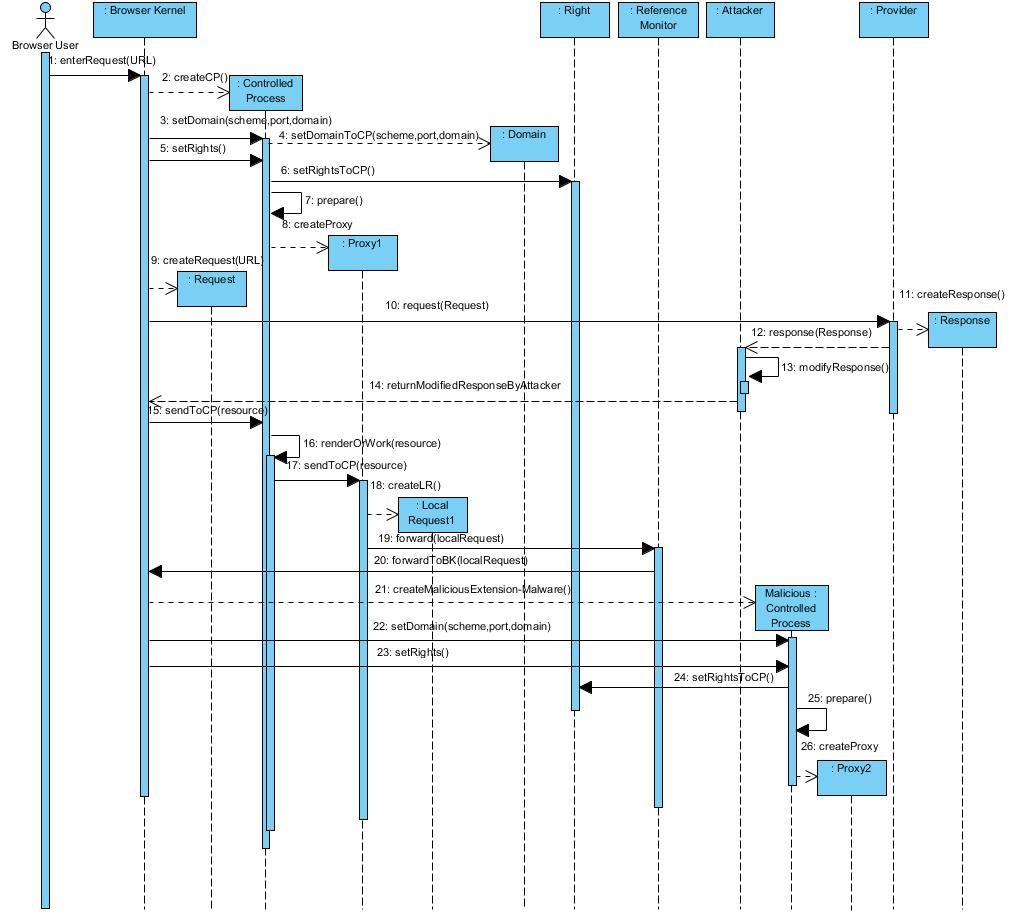 : Browser Kernel
: Right
: Reference
Monitor
: Attacker
: Provider
Browser User
1: enterRequest(URL)
2: createCP()
: Controlled
Process
3: setDomain(scheme,port,domain)
4: setDomainToCP(scheme,port,domain)
: Domain
5: setRights()
6: setRightsToCP()
7: prepare()
8: createProxy
: Proxy1
9: createRequest(URL)
: Request
10: request(Request)
11: createResponse()
: Response
12: response(Response)
13: modifyResponse()
14: returnModifiedResponseByAttacker
15: sendToCP(resource)
16: renderOrWork(resource)
17: sendToCP(resource)
18: createLR()
: Local
Request1
19: forward(localRequest)
20: forwardToBK(localRequest)
21: createMaliciousExtension-Malware()
Malicious :
Controlled
Process
22: setDomain(scheme,port,domain)
23: setRights()
24: setRightsToCP()
25: prepare()
26: createProxy
: Proxy2